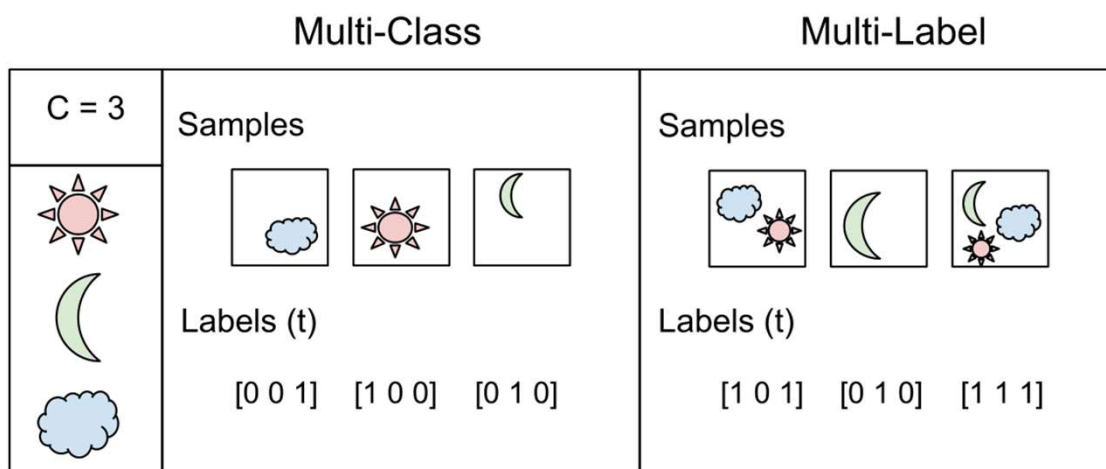 Multi-Class
Multi-Label
C = 3
Samples
Labels (t)
[0 0 1] [1 0 0] [0 1 0]
Samples
Labels (t)
[1 0 1] [0 1 0] [1 1 1]